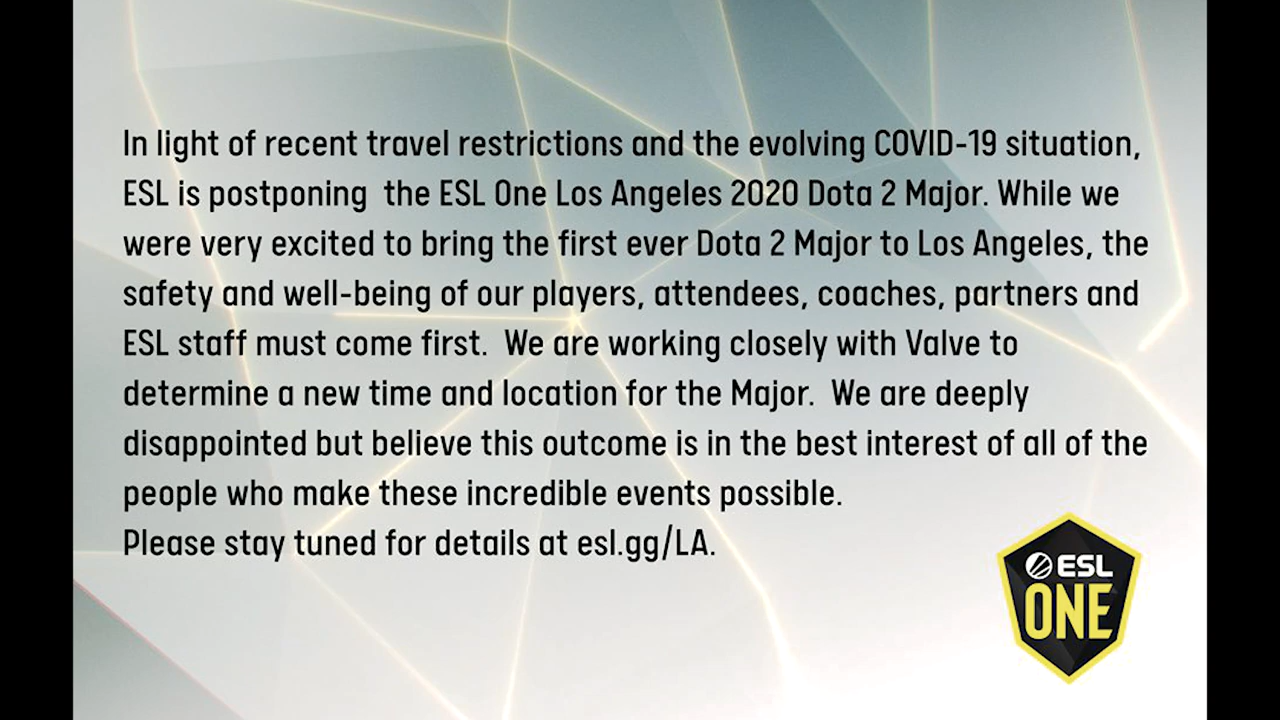 In light of recent travel restrictions and the evolving COVID-19 situation,
ESL is postponing  the ESL One Los Angeles 2020 Dota 2 Major. While we
were very excited to bring the first ever Dota 2 Major to Los Angeles, the
safety and well-being of our players, attendees, coaches, partners and
ESL staff must come first.  We are working closely with Valve to
determine a new time and location for the Major.  We are deeply
disappointed but believe this outcome is in the best interest of all of the
people who make these incredible events possible.
Please stay tuned for details at esl.gg/LA.
ESL
ONE